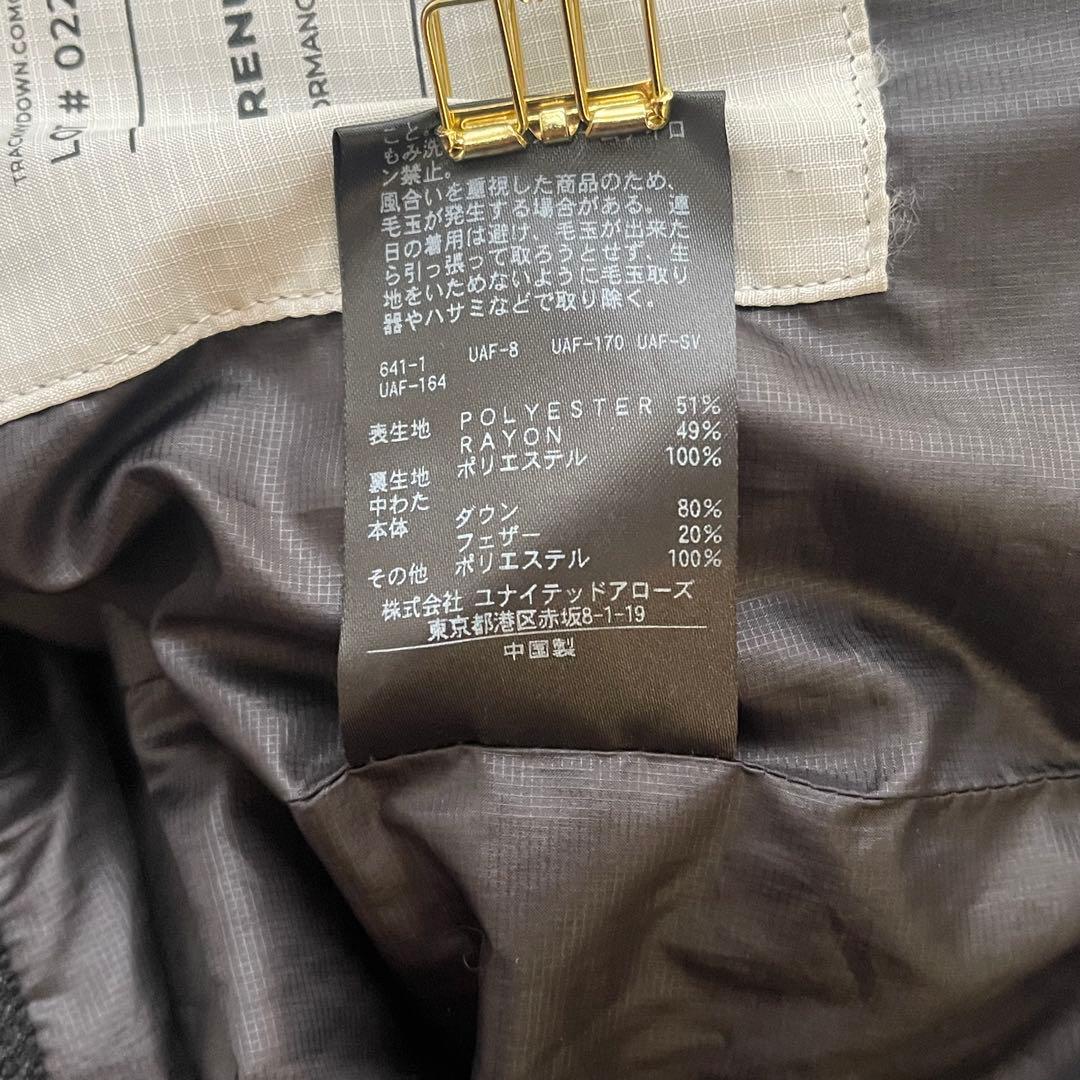 TRACKDOWN.COM
LOT # 022
REN
ORMANC
とみ洗
こ
もン禁止。
風合いを重視した商品のため、
毛玉が発生する場合がある。連
日の着用は避け、毛玉が出来た
ら引っ張って取ろうとせず、生
地をいためないように毛玉取り
器やハサミなどで取り除く。
641-1 UAF-8 UAF-170 UAF-SV
UAF-164
表生地 POLYESTER 51%
RAYON 49%
裏生地 ポリエステル 100%
中わた
本体 ダウン 80%
フェザー 20%
その他 ポリエステル 100%
株式会社 ユナイテッドアローズ
東京都港区赤坂8-1-19
中国製